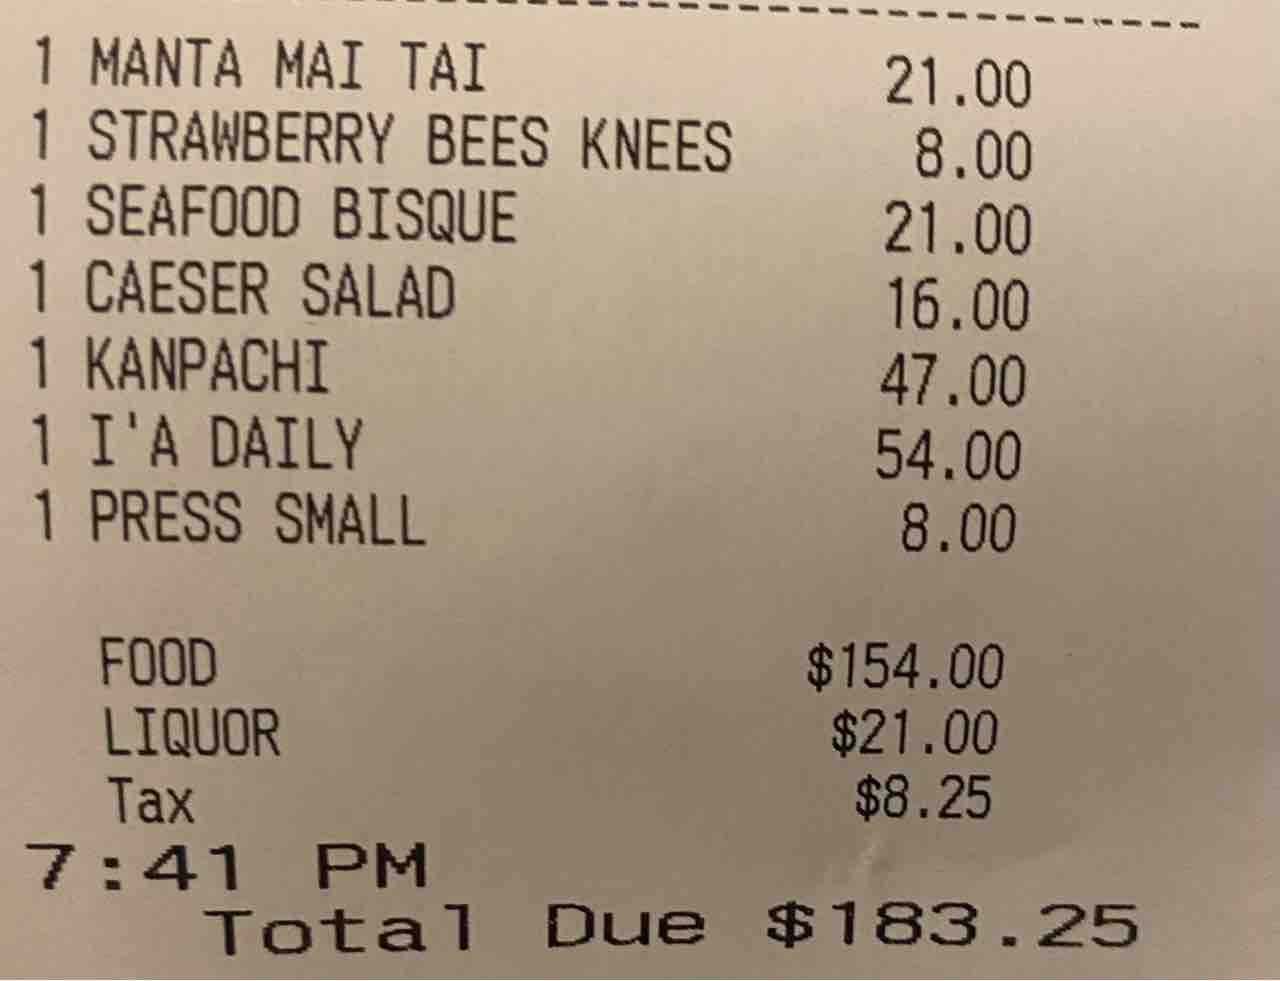 1 MANTA MAI TAI 21.00
1 STRAWBERRY BEES KNEES 8.00
1 SEAFOOD BISQUE 21.00
1 CAESER SALAD 16.00
1 KANPACHI 47.00
1 I'A DAILY 54.00
1 PRESS SMALL 8.00
FOOD $154.00
LIQUOR $21.00
Tax $8.25
7:41 PM
Total Due $183.25